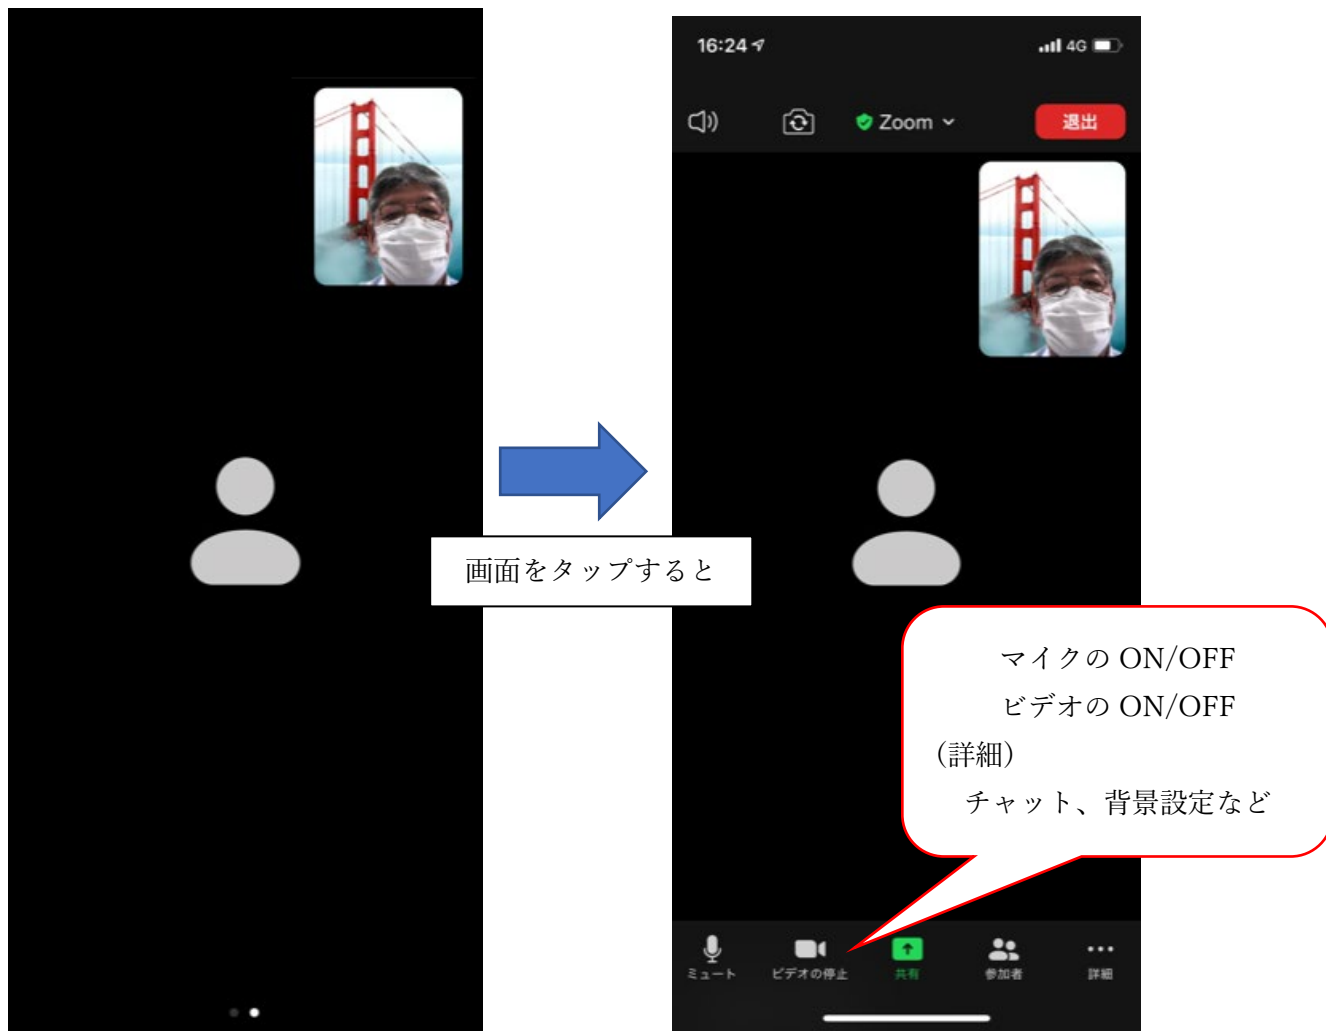 16:24
4G
Zoom
退出
画面をタップすると
マイクの ON/OFF
ビデオの ON/OFF
(詳細)
チャット、背景設定など
ミュート
ビデオの停止
共有
参加者
詳細